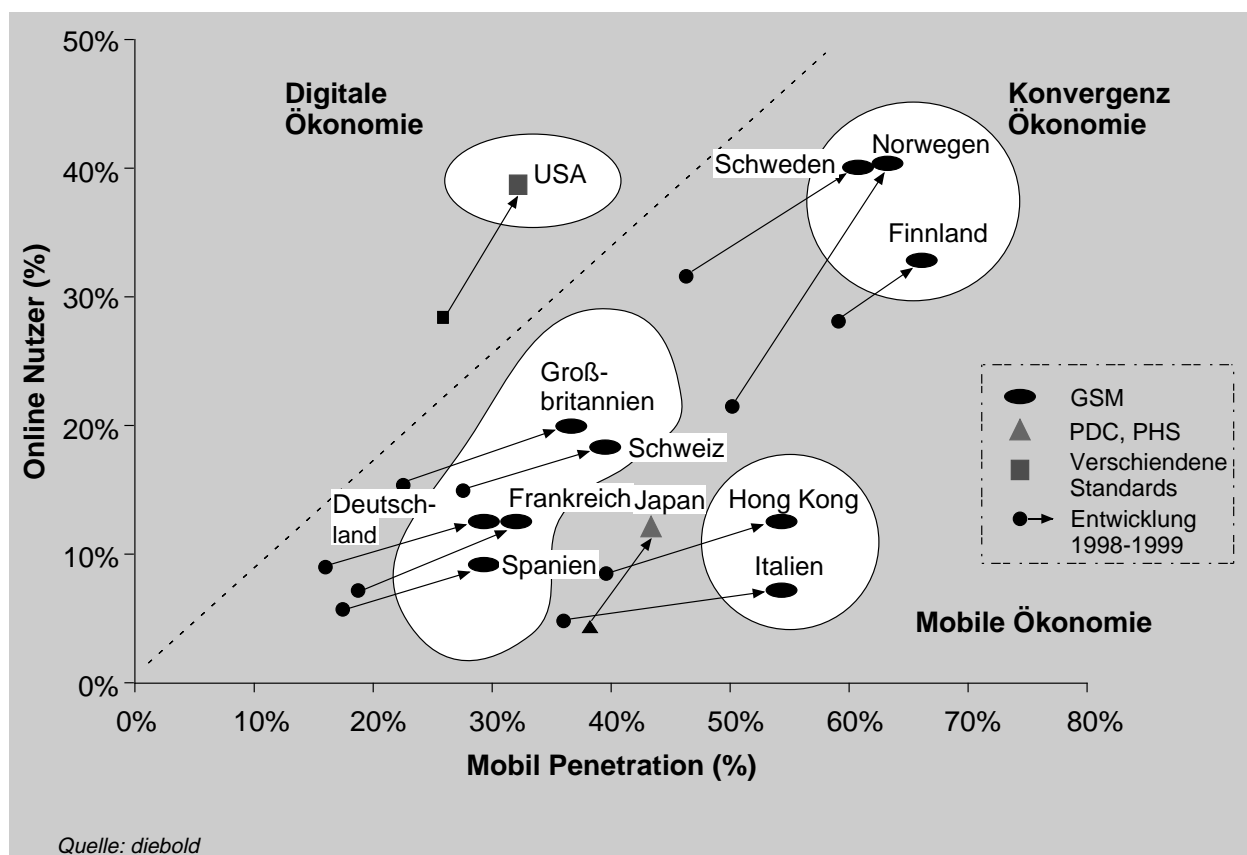 50%
40%
30%
20%
10%
0%
0%
10%
20%
30%
40%
50%
60%
70%
80%
Online Nutzer (%)
Mobil Penetration (%)
Digitale
Ökonomie
Konvergenz
Ökonomie
USA
Schweden
Norwegen
Finnland
Groß-
britannien
Schweiz
Deutsch-
land
Frankreich
Japan
Spanien
Hong Kong
Italien
Mobile Ökonomie
GSM
PDC, PHS
Verschiendene
Standards
Entwicklung
1998-1999
Quelle: diebold